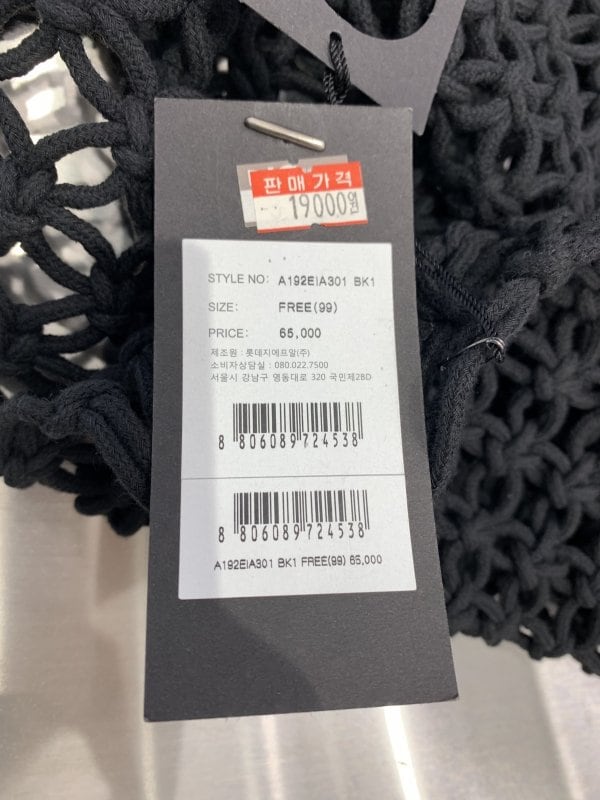 판매가격
19000원
STYLE NO: A192EIA301 BK1
SIZE: FREE(99)
PRICE: 65,000
제조원 : 롯데지에프알(주)
소비자상담실 : 080.022.7500
서울시 강남구 영동대로 320 국민제2BD
8 806089 724538
8 806089 724538
A192EIA301 BK1 FREE(99) 65,000